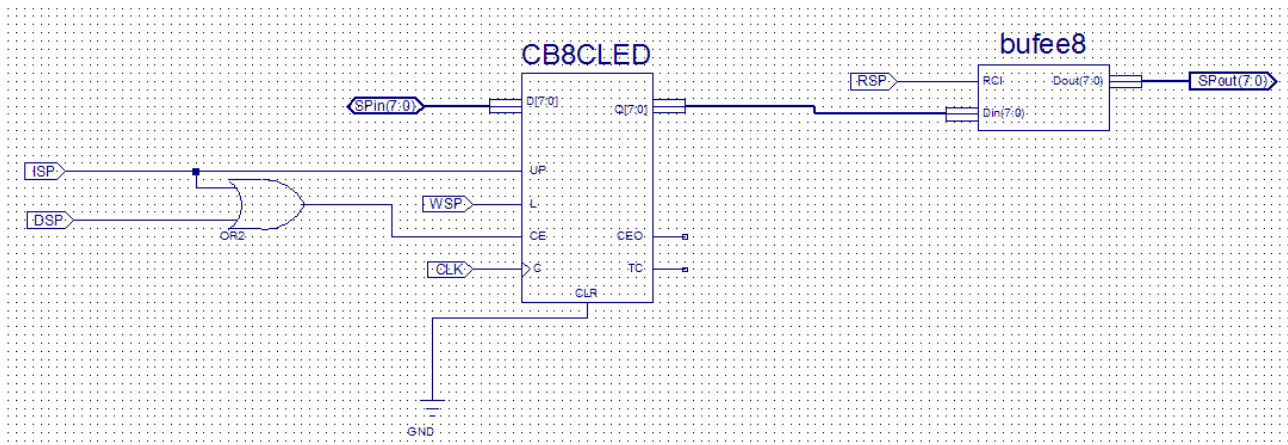 CB8CLED
bufee8
SPin(7:0)
D[7:0]
Q[7:0]
RSP
RCI
Dout(7:0)
SPout(7:0)
Din(7:0)
ISP
UP
DSP
OR2
WSP
L
CE
CEO
CLK
C
TC
CLR
GND